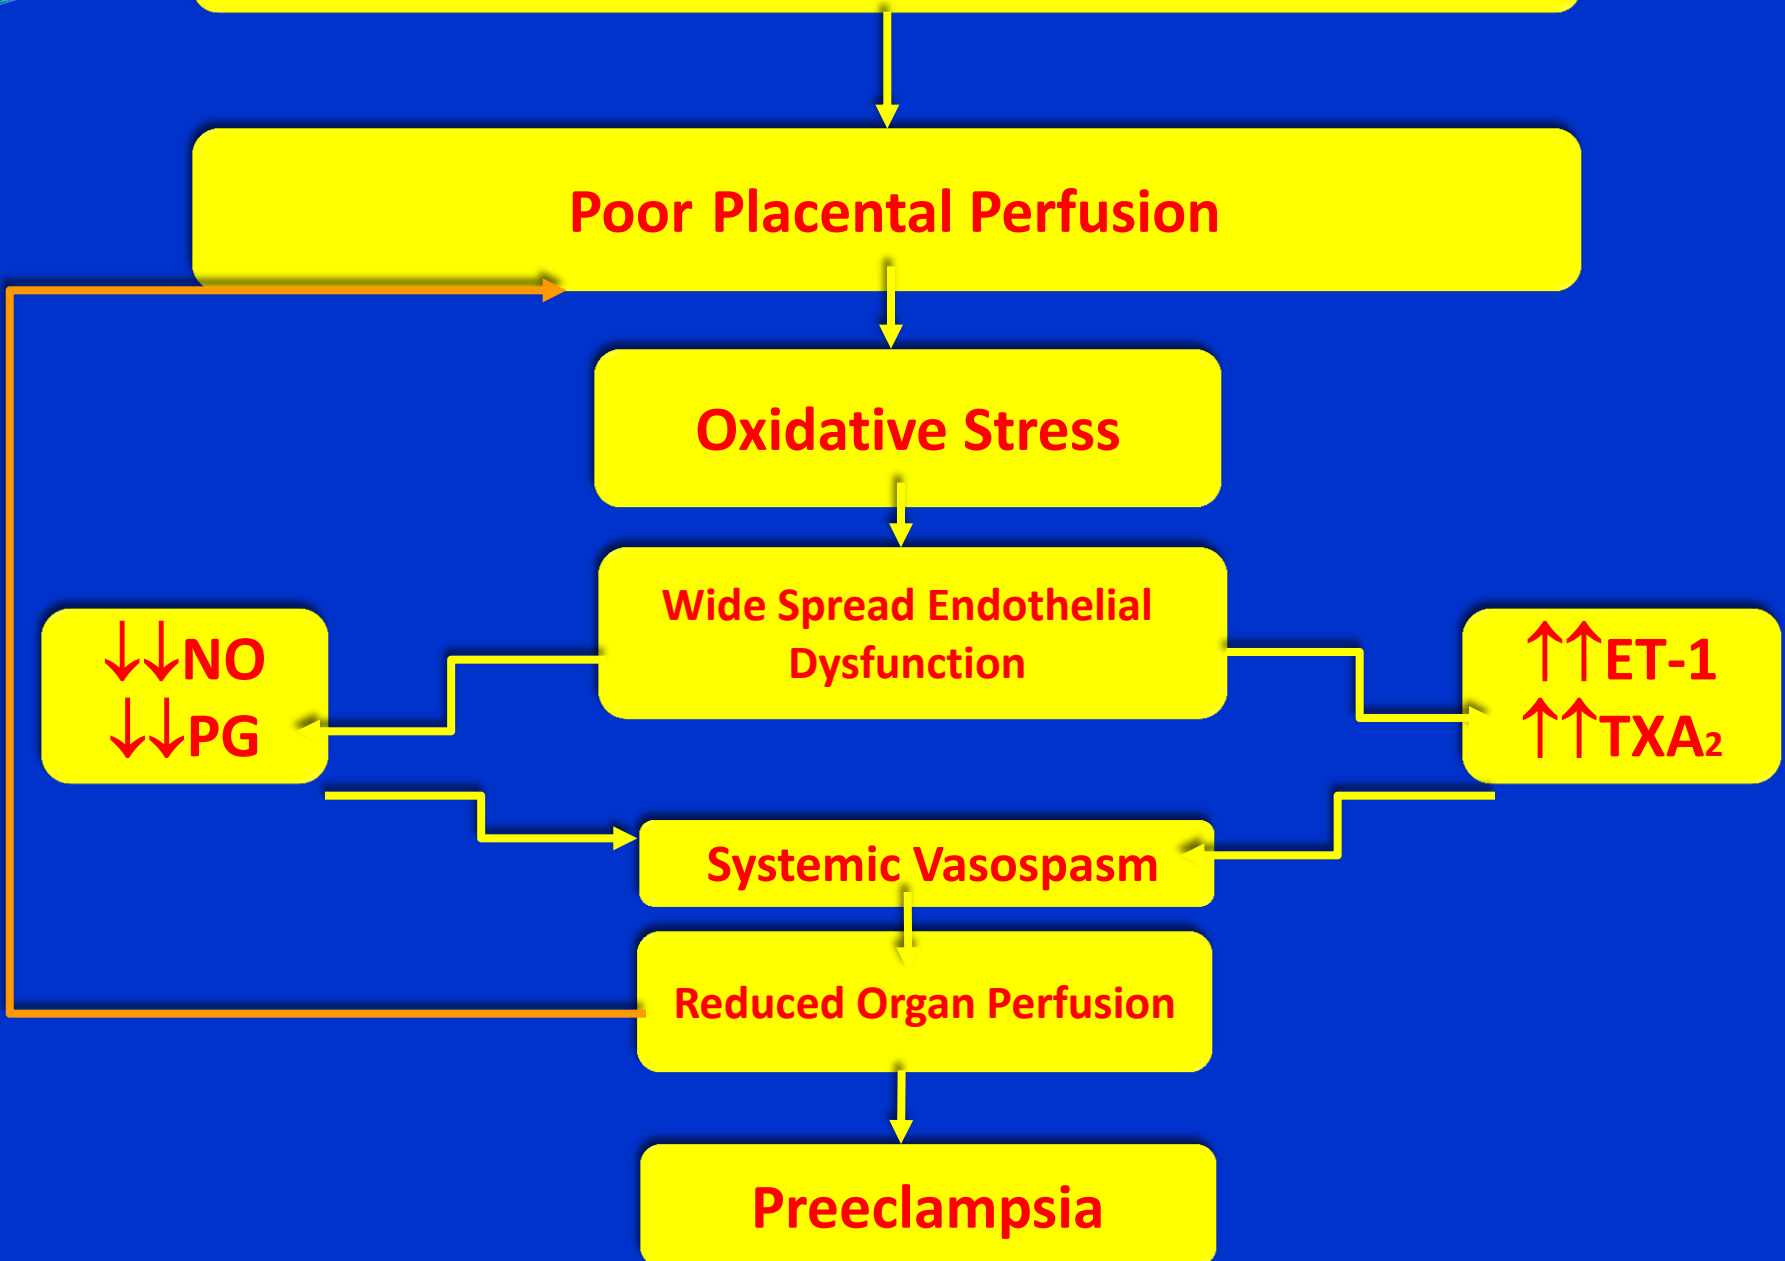 Poor Placental Perfusion
Oxidative Stress
Wide Spread Endothelial
Dysfunction
↓↓NO
↓↓PG
↑↑ET-1
↑↑TXA₂
Systemic Vasospasm
Reduced Organ Perfusion
Preeclampsia